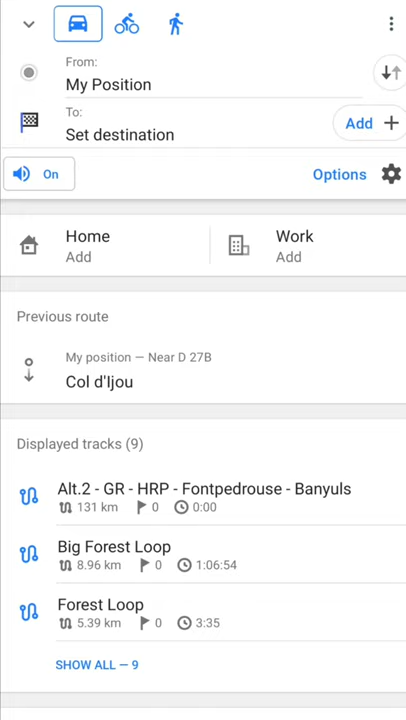 From:
My Position
To:
Set destination
Add
On
Options
Home
Add
Work
Add
Previous route
My position — Near D 27B
Col d'Ijou
Displayed tracks (9)
Alt.2 - GR - HRP - Fontpedrouse - Banyuls
131 km 0 0:00
Big Forest Loop
8.96 km 0 1:06:54
Forest Loop
5.39 km 0 3:35
SHOW ALL — 9